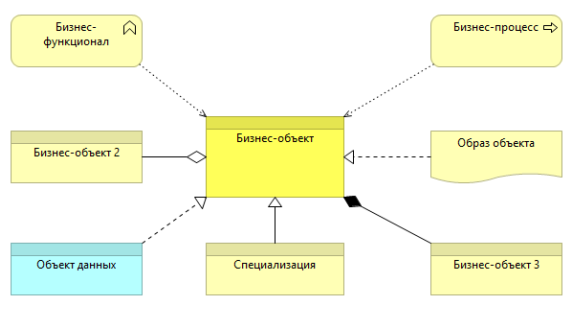 Бизнес-
функционал
Бизнес-процесс
Бизнес-объект
Бизнес-объект 2
Образ объекта
Объект данных
Специализация
Бизнес-объект 3